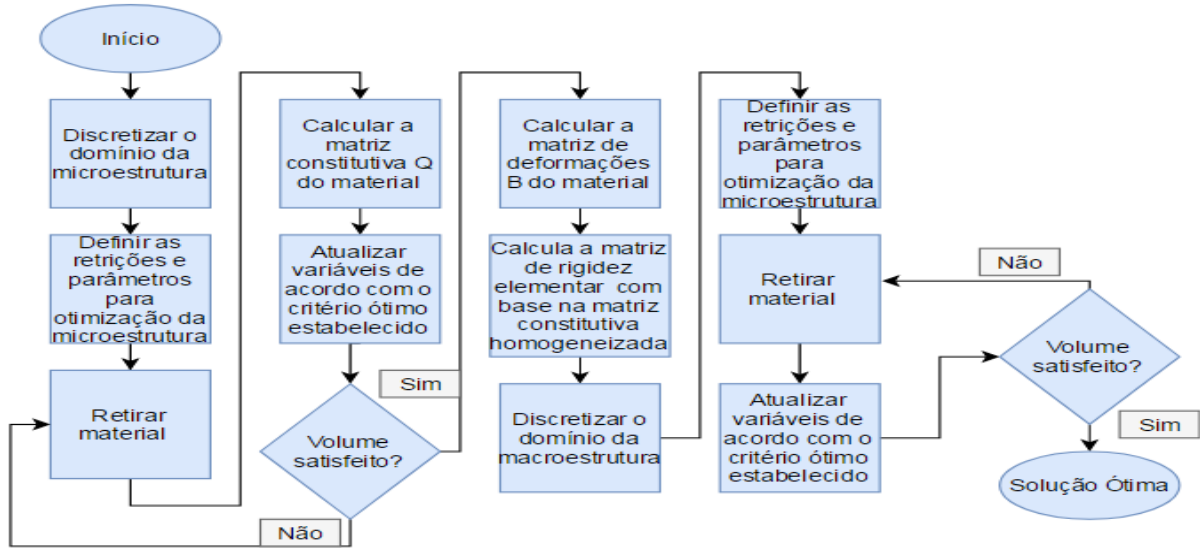 Início
Discretizar o
domínio da
microestrutura
Definir as
retrições e
parâmetros
para
otimização da
microestrutura
Retirar
material
Calcular a
matriz
constitutiva Q
do material
Atualizar
variáveis de
acordo com o
critério ótimo
estabelecido
Volume
satisfeito?
Sim
Não
Calcular a
matriz de
deformações
B do material
Calcula a matriz
de rigidez
elementar com
base na matriz
constitutiva
homogeneizada
Discretizar o
domínio da
macroestrutura
Definir as
retrições e
parâmetros
para
otimização da
microestrutura
Retirar
material
Atualizar
variáveis de
acordo com o
critério ótimo
estabelecido
Não
Volume
satisfeito?
Sim
Solução Ótima